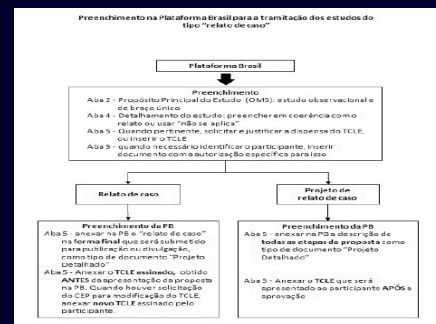 Preenchimento na Plataforma Brasil para a tramitação dos estudos do
tipo “relato de caso”
Plataforma Brasil
Preenchimento
Aba 2 - Propósito Principal do Estudo (OMS): estudo observacional e
de braço único
Aba 4 - Detalhamento do estudo: preencher em coerência com o
relato ou usar “não se aplica”
Aba 5 - Quando pertinente, solicitar e justificar a dispensa do TCLE,
ou inserir o TCLE
Aba 5 - quando necessário identificar o participante, inserir
documento com a autorização específica para isso
Relato de caso
Projeto de
relato de caso
Preenchimento da PB
Aba 5 - anexar na PB o “relato de caso”
na forma final que será submetido
para publicação ou divulgação,
como tipo de documento “Projeto
Detalhado”
Aba 5 - Anexar o TCLE assinado, obtido
ANTES da apresentação da proposta
na PB. Quando houver solicitação
do CEP para modificação do TCLE,
anexar novo TCLE assinado pelo
participante.
Preenchimento da PB
Aba 5 - anexar na PB a descrição de
todas as etapas da proposta como
tipo de documento “Projeto
Detalhado”
Aba 5 - Anexar o TCLE que será
apresentado ao participante APÓS a
aprovação